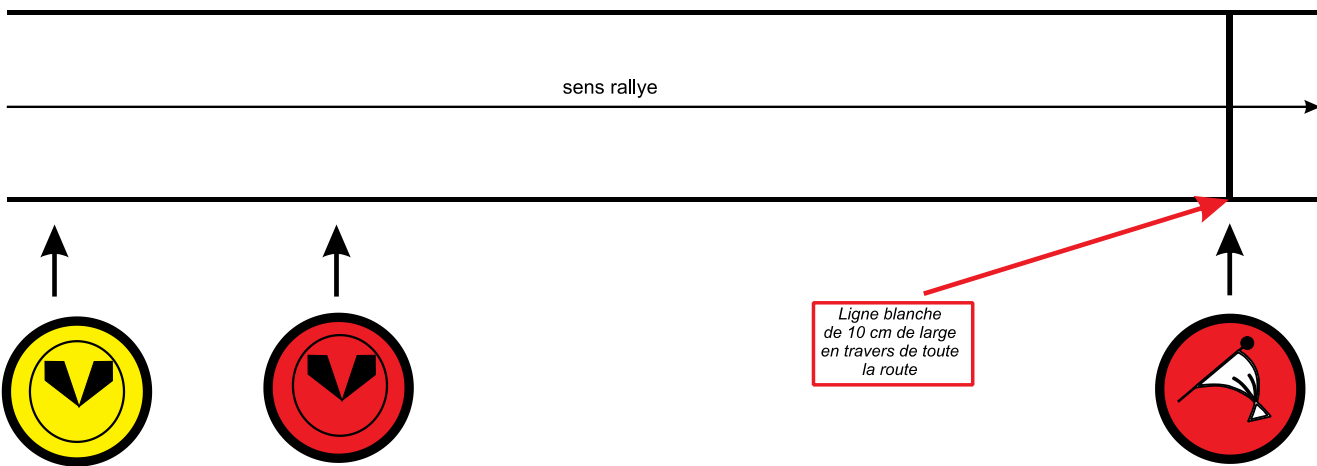 sens rallye
Ligne blanche
de 10 cm de large
en travers de toute
la route